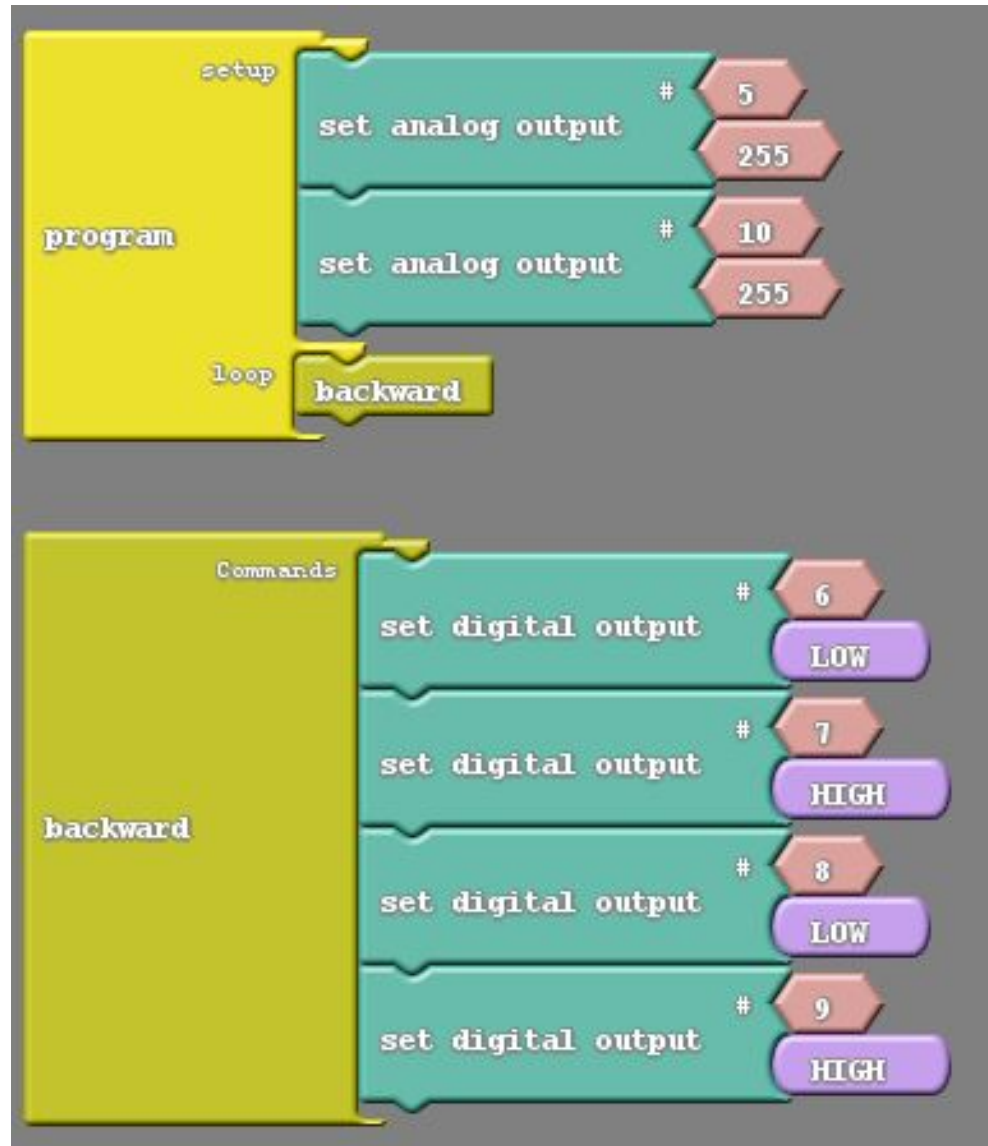 setup
set analog output # 5
255
program
set analog output # 10
255
loop
backward
Commands
set digital output # 6
LOW
set digital output # 7
HIGH
backward
set digital output # 8
LOW
set digital output # 9
HIGH